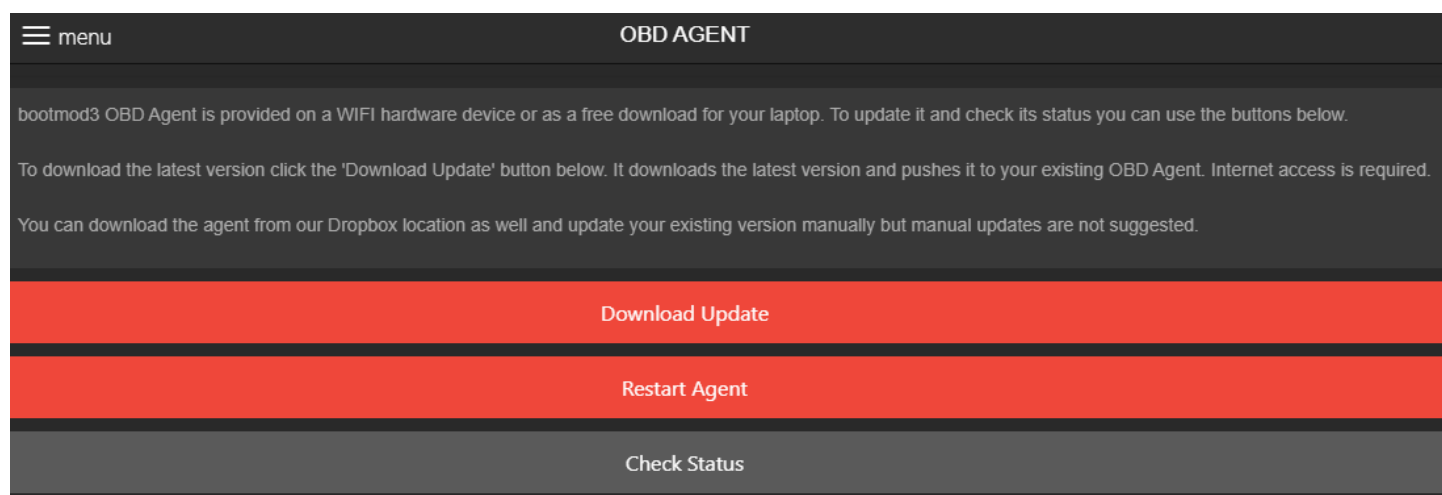 menu
OBD AGENT
bootmod3 OBD Agent is provided on a WIFI hardware device or as a free download for your laptop. To update it and check its status you can use the buttons below.
To download the latest version click the 'Download Update' button below. It downloads the latest version and pushes it to your existing OBD Agent. Internet access is required.
You can download the agent from our Dropbox location as well and update your existing version manually but manual updates are not suggested.
Download Update
Restart Agent
Check Status